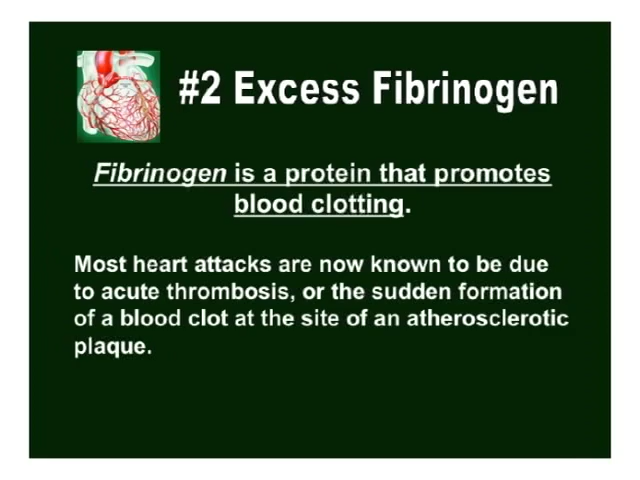 #2 Excess Fibrinogen
Fibrinogen is a protein that promotes
blood clotting.
Most heart attacks are now known to be due
to acute thrombosis, or the sudden formation
of a blood clot at the site of an atherosclerotic
plaque.